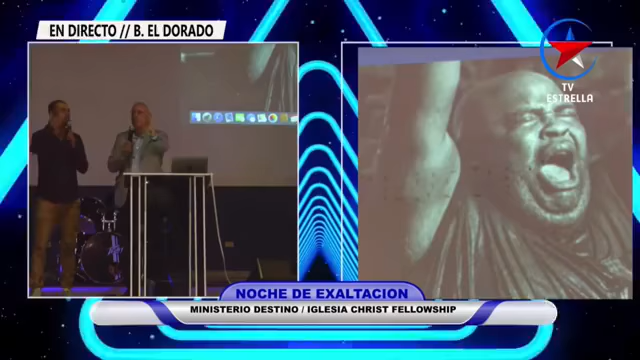 EN DIRECTO // B. EL DORADO
TV
ESTRELLA
NOCHE DE EXALTACION
MINISTERIO DESTINO / IGLESIA CHRIST FELLOWSHIP